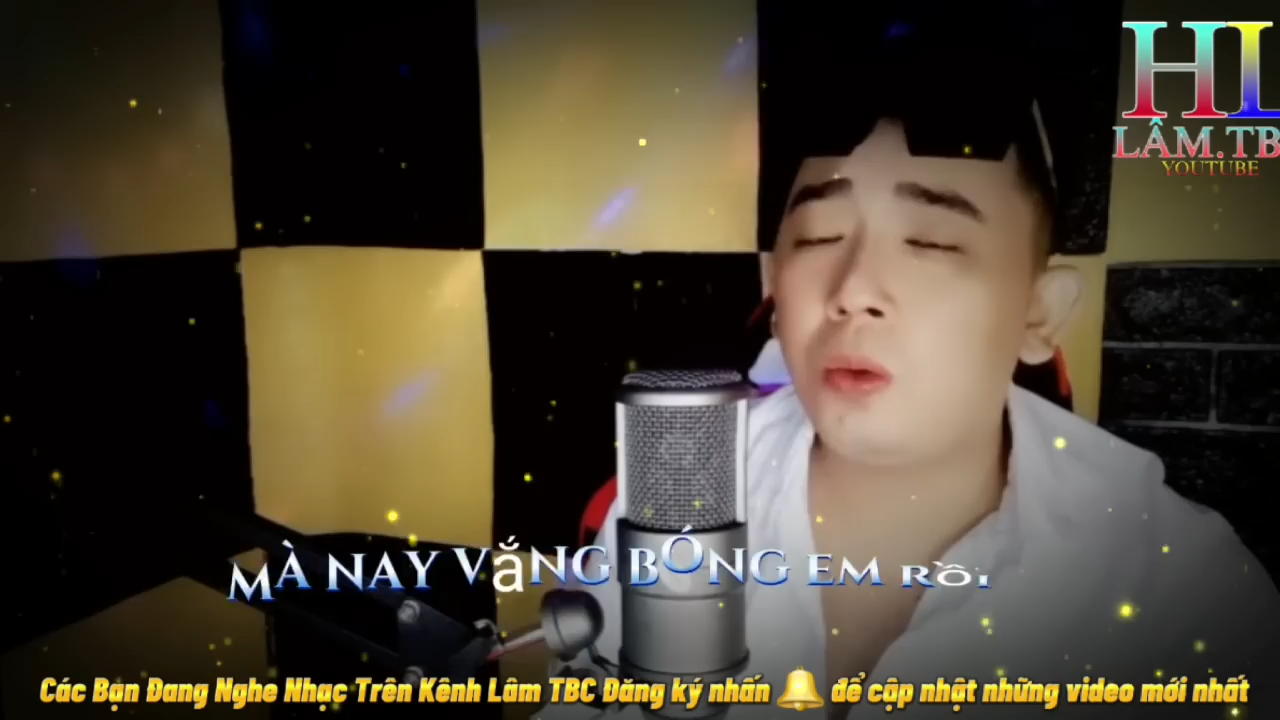 HL
LÂM.TB
YOUTUBE
MÀ NAY VẮNG BÓNG EM RỒI
Các Bạn Đang Nghe Nhạc Trên Kênh Lâm TBC Đăng ký nhấn 🔔 để cập nhật những video mới nhất